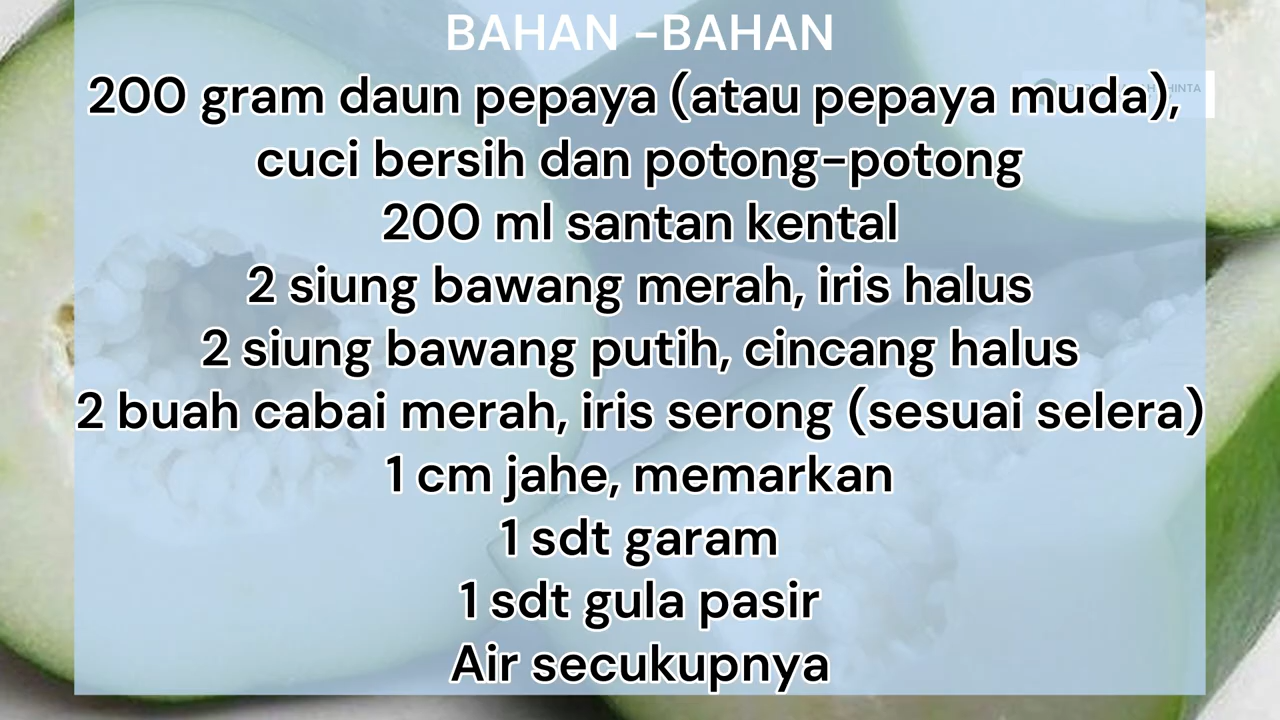 BAHAN -BAHAN
200 gram daun pepaya (atau pepaya muda),
cuci bersih dan potong-potong
200 ml santan kental
2 siung bawang merah, iris halus
2 siung bawang putih, cincang halus
2 buah cabai merah, iris serong (sesuai selera)
1 cm jahe, memarkan
1 sdt garam
1 sdt gula pasir
Air secukupnya